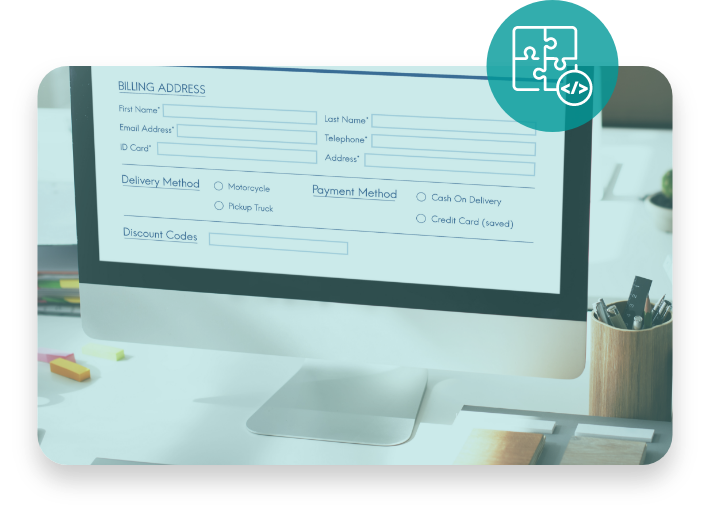 </>
BILLING ADDRESS
First Name* Last Name*
Email Address* Telephone*
ID Card* Address*
Delivery Method Motorcycle Payment Method Cash On Delivery
Pickup Truck Credit Card (saved)
Discount Codes